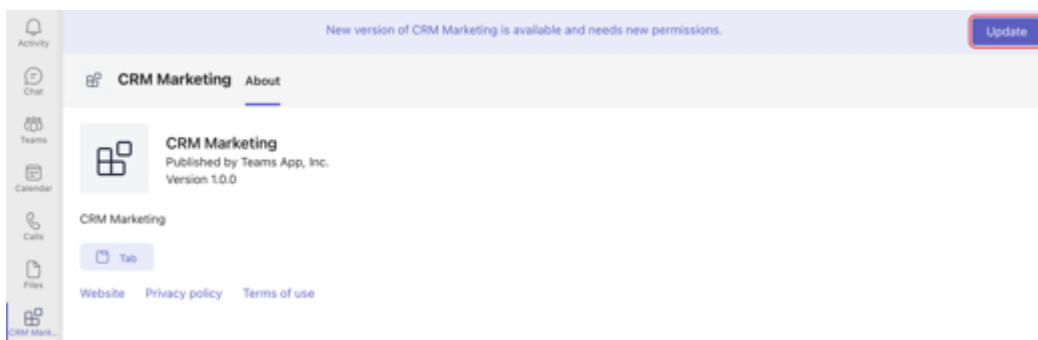 Activity
Chat
Teams
Calendar
Calls
Files
CRM Mark...
New version of CRM Marketing is available and needs new permissions.
Update
CRM Marketing About
CRM Marketing
Published by Teams App, Inc.
Version 1.0.0
CRM Marketing
Tab
Website Privacy policy Terms of use